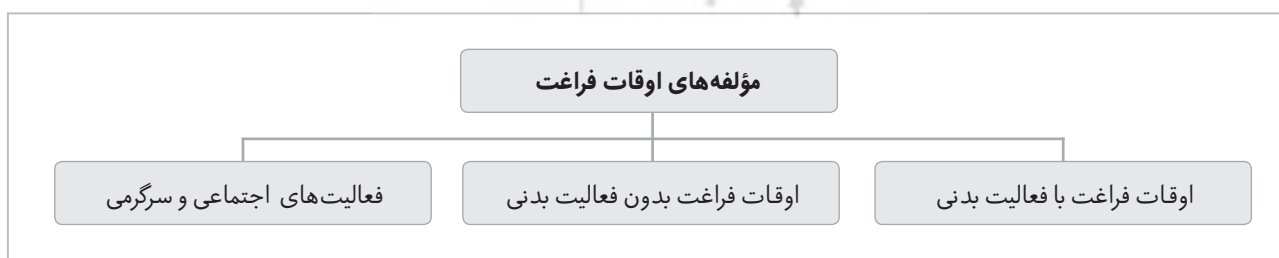 مؤلفه‌های اوقات فراغت
اوقات فراغت با فعالیت بدنی
اوقات فراغت بدون فعالیت بدنی
فعالیت‌های اجتماعی و سرگرمی